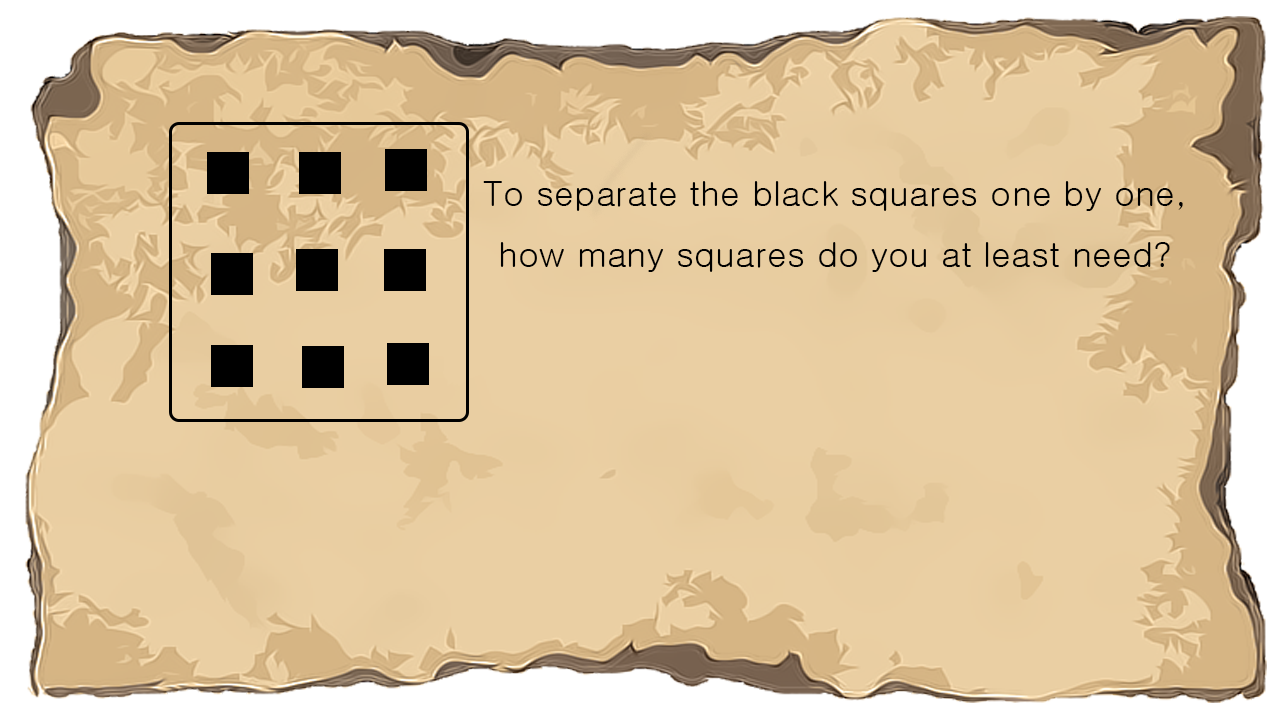 To separate the black squares one by one,
how many squares do you at least need?